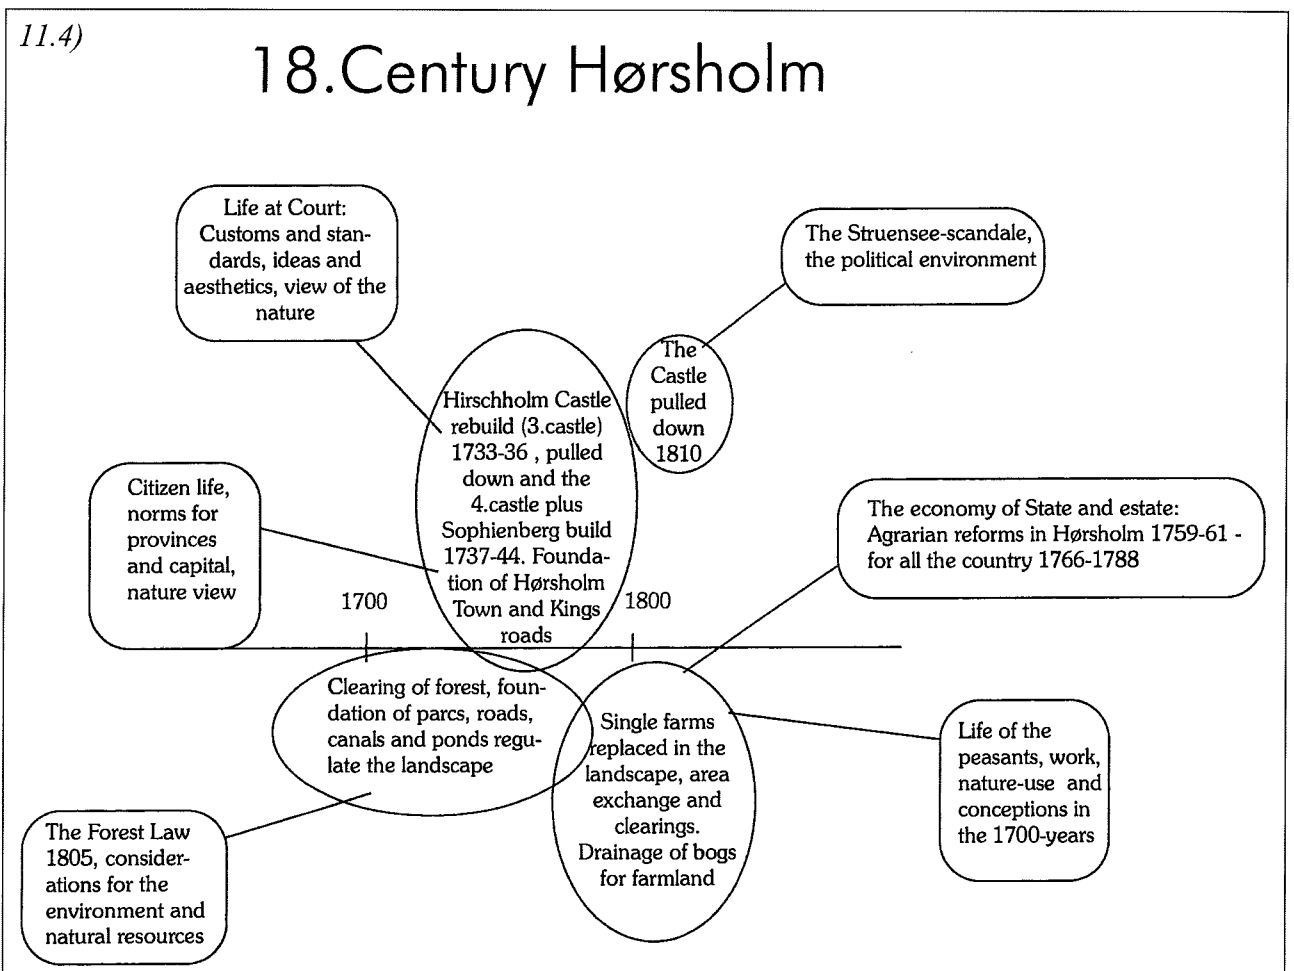 11.4)
18.Century Hørsholm
Life at Court:
Customs and stan-
dards, ideas and
aesthetics, view of the
nature
The Struensee-scandale,
the political environment
The
Castle
pulled
down
1810
Hirschholm Castle
rebuild (3.castle)
1733-36 , pulled
down and the
4.castle plus
Sophienberg build
1737-44. Founda-
tion of Hørsholm
Town and Kings
roads
Citizen life,
norms for
provinces
and capital,
nature view
The economy of State and estate:
Agrarian reforms in Hørsholm 1759-61 -
for all the country 1766-1788
1700
1800
Clearing of forest, foun-
dation of parcs, roads,
canals and ponds regu-
late the landscape
Single farms
replaced in the
landscape, area
exchange and
clearings.
Drainage of bogs
for farmland
Life of the
peasants, work,
nature-use and
conceptions in
the 1700-years
The Forest Law
1805, consider-
ations for the
environment and
natural resources